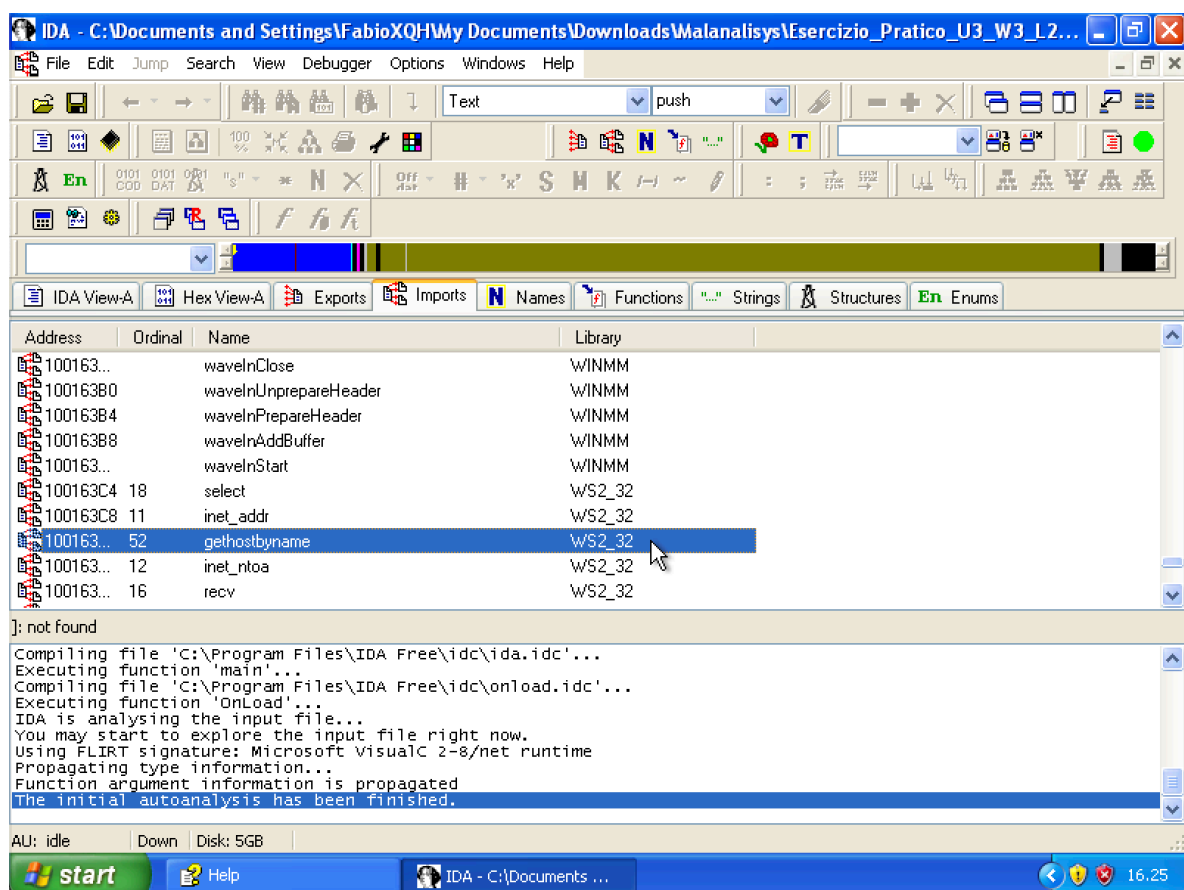 IDA - C:\Documents and Settings\FabioXQH\My Documents\Downloads\Malanalisys\Esercizio_Pratico_U3_W3_L2...
File Edit Jump Search View Debugger Options Windows Help
Text push
En
IDA View-A Hex View-A Exports Imports N Names Functions Strings Structures En Enums
Address Ordinal Name Library
100163... waveInClose WINMM
100163B0 waveInUnprepareHeader WINMM
100163B4 waveInPrepareHeader WINMM
100163B8 waveInAddBuffer WINMM
100163... waveInStart WINMM
100163C4 18 select WS2_32
100163C8 11 inet_addr WS2_32
100163... 52 gethostbyname WS2_32
100163... 12 inet_ntoa WS2_32
100163... 16 recv WS2_32
]: not found
Compiling file 'C:\Program Files\IDA Free\idc\ida.idc'...
Executing function 'main'...
Compiling file 'C:\Program Files\IDA Free\idc\onload.idc'...
Executing function 'OnLoad'...
IDA is analysing the input file...
You may start to explore the input file right now.
Using FLIRT signature: Microsoft VisualC 2-8/net runtime
Propagating type information...
Function argument information is propagated
The initial autoanalysis has been finished.
AU: idle Down Disk: 5GB
start Help IDA - C:\Documents ... 16.25